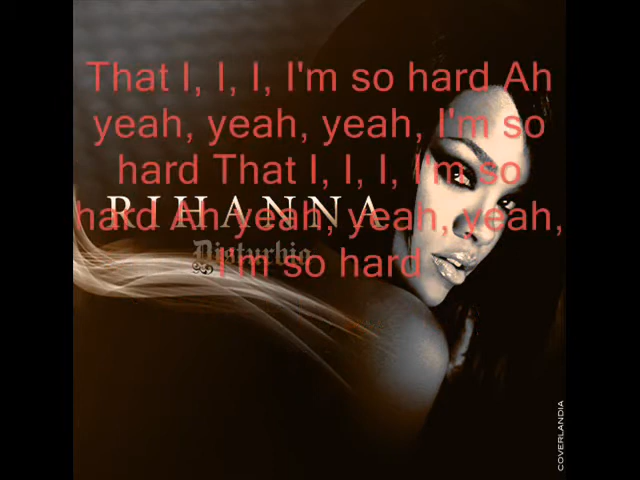 That I, I, I, I'm so hard Ah
yeah, yeah, yeah, I'm so
hard That I, I, I, I'm so
hard Ah yeah, yeah, yeah,
RIHANNA
I'm so hard
Disturbia
COVERLANDIA